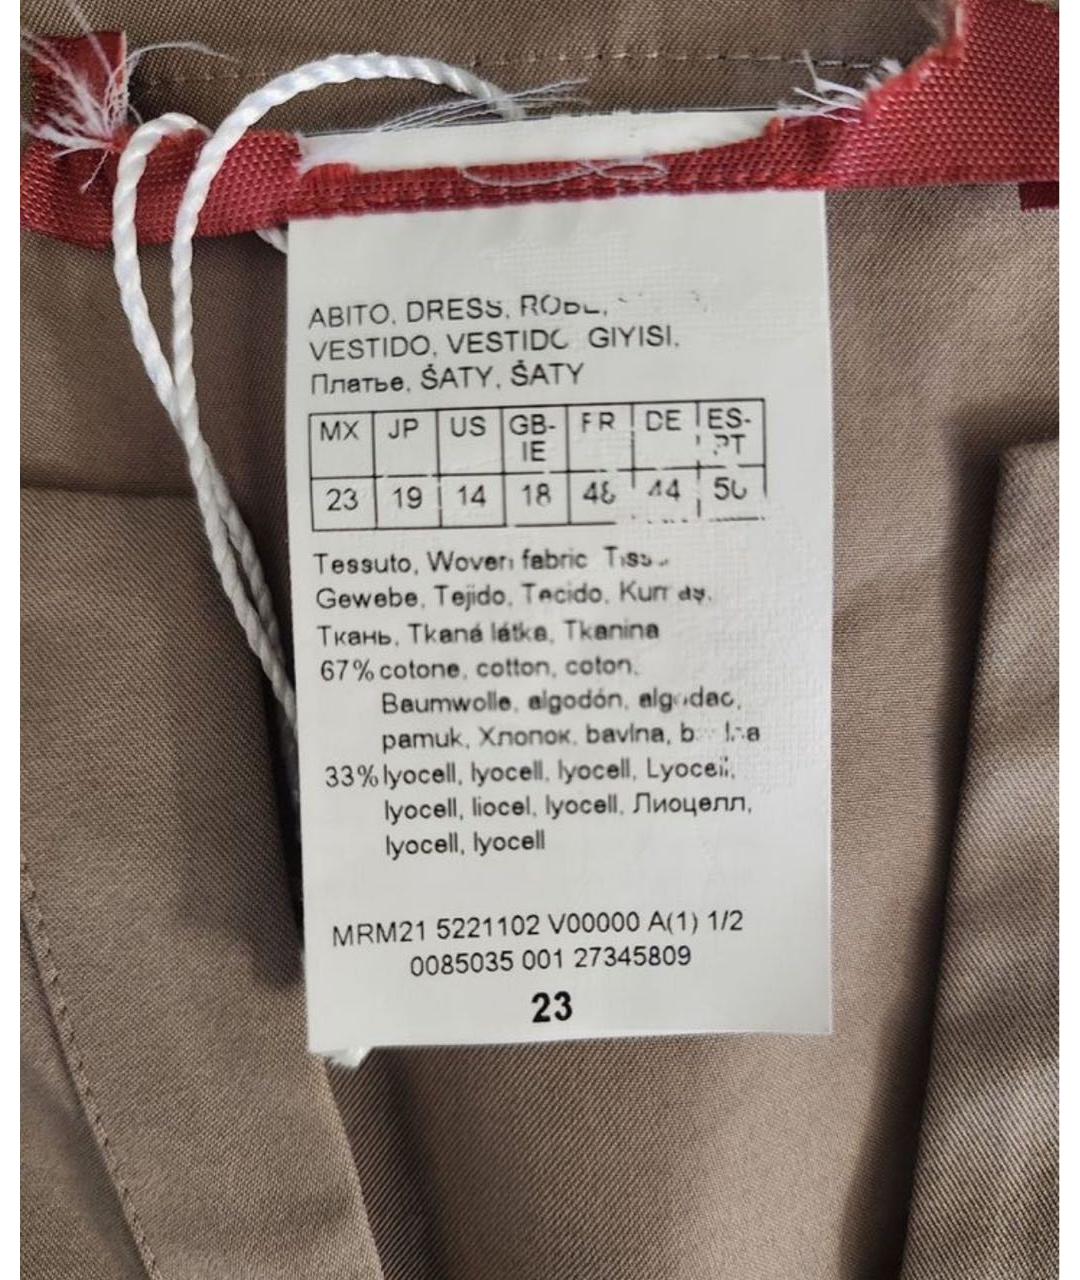 ABITO, DRESS, ROBE,
VESTIDO, VESTIDO GIYISI,
Платье, ŠATY, ŠATY
MX JP US GB-IE FR DE ES-PT
23 19 14 18 48 44 50
Tessuto, Woven fabric
Gewebe, Tejido, Tecido,
Ткань, Tkaná látka, Tkanina
67% cotone, cotton, coton,
Baumwolle, algodón,
pamuk, Хлопок, bavlna,
33% lyocell, lyocell, lyocell, Lyocell,
lyocell, liocel, lyocell, Лиоцелл,
lyocell, lyocell
MRM21 5221102 V00000 A(1) 1/2
0085035 001 27345809
23